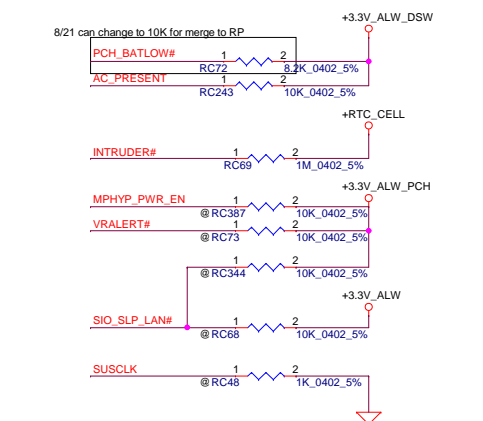 +3.3V_ALW_DSW
8/21 can change to 10K for merge to RP
PCH_BATLOW# 1 2
RC72 8.2K_0402_5%
AC_PRESENT 1 2
RC243 10K_0402_5%
+RTC_CELL
INTRUDER# 1 2
RC69 1M_0402_5%
+3.3V_ALW_PCH
MPHYP_PWR_EN 1 2
@ RC387 10K_0402_5%
VRALERT# 1 2
@ RC73 10K_0402_5%
1 2
@ RC344 10K_0402_5%
+3.3V_ALW
SIO_SLP_LAN# 1 2
@ RC68 10K_0402_5%
SUSCLK 1 2
@ RC48 1K_0402_5%